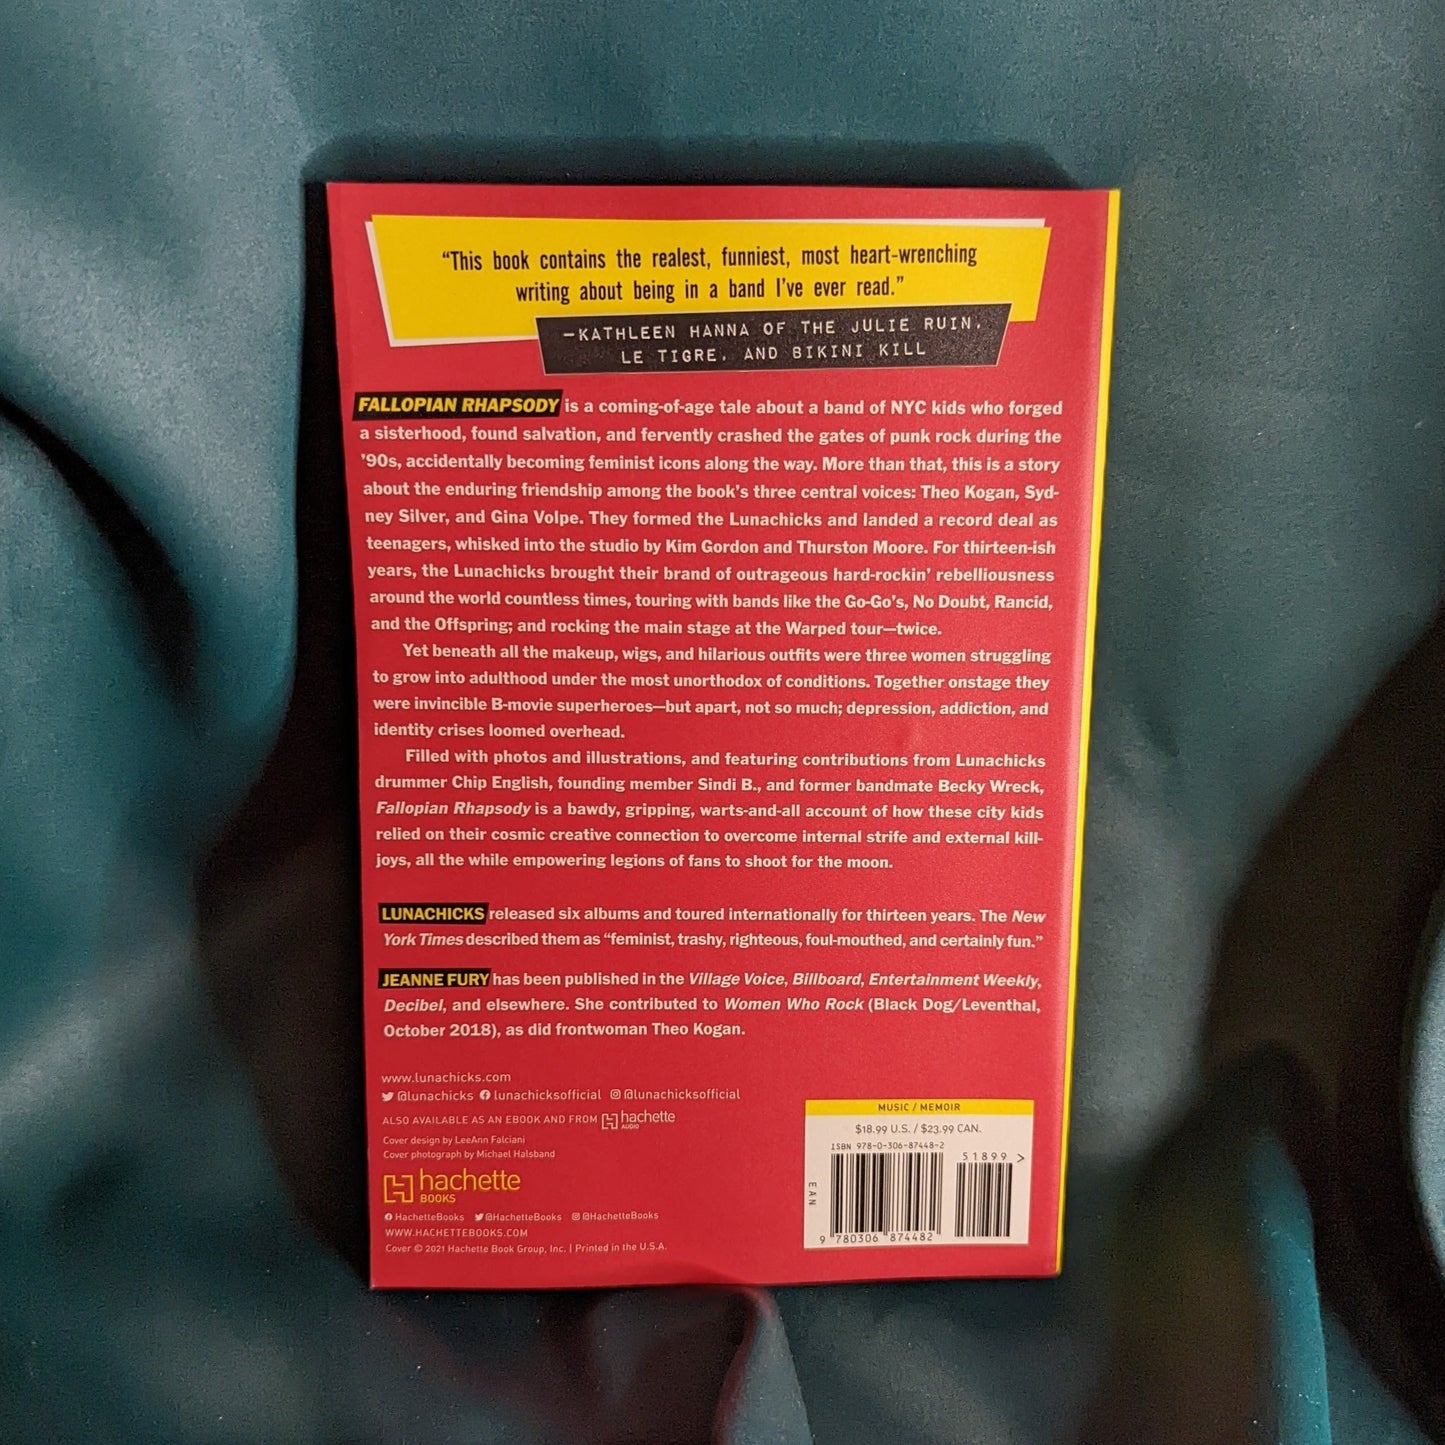 “This book contains the realest, funniest, most heart-wrenching
writing about being in a band I’ve ever read.”
—KATHLEEN HANNA OF THE JULIE RUIN,
LE TIGRE, AND BIKINI KILL
FALLOPIAN RHAPSODY is a coming-of-age tale about a band of NYC kids who forged
a sisterhood, found salvation, and fervently crashed the gates of punk rock during the
’90s, accidentally becoming feminist icons along the way. More than that, this is a story
about the enduring friendship among the book’s three central voices: Theo Kogan, Syd-
ney Silver, and Gina Volpe. They formed the Lunachicks and landed a record deal as
teenagers, whisked into the studio by Kim Gordon and Thurston Moore. For thirteen-ish
years, the Lunachicks brought their brand of outrageous hard-rockin’ rebelliousness
around the world countless times, touring with bands like the Go-Go’s, No Doubt, Rancid,
and the Offspring; and rocking the main stage at the Warped tour—twice.
Yet beneath all the makeup, wigs, and hilarious outfits were three women struggling
to grow into adulthood under the most unorthodox of conditions. Together onstage they
were invincible B-movie superheroes—but apart, not so much; depression, addiction, and
identity crises loomed overhead.
Filled with photos and illustrations, and featuring contributions from Lunachicks
drummer Chip English, founding member Sindi B., and former bandmate Becky Wreck,
Fallopian Rhapsody is a bawdy, gripping, warts-and-all account of how these city kids
relied on their cosmic creative connection to overcome internal strife and external kill-
joys, all the while empowering legions of fans to shoot for the moon.
LUNACHICKS released six albums and toured internationally for thirteen years. The New
York Times described them as “feminist, trashy, righteous, foul-mouthed, and certainly fun.”
JEANNE FURY has been published in the Village Voice, Billboard, Entertainment Weekly,
Decibel, and elsewhere. She contributed to Women Who Rock (Black Dog/Leventhal,
October 2018), as did frontwoman Theo Kogan.
www.lunachicks.com
@lunachicks lunachicksofficial @lunachicksofficial
ALSO AVAILABLE AS AN EBOOK AND FROM hachette AUDIO
Cover design by LeeAnn Falciani
Cover photograph by Michael Halsband
hachette
BOOKS
HachetteBooks @HachetteBooks @HachetteBooks
WWW.HACHETTEBOOKS.COM
Cover © 2021 Hachette Book Group, Inc. | Printed in the U.S.A.
MUSIC / MEMOIR
$18.99 U.S. / $23.99 CAN.
ISBN 978-0-306-87448-2
51899 >
EAN
9 780306 874482